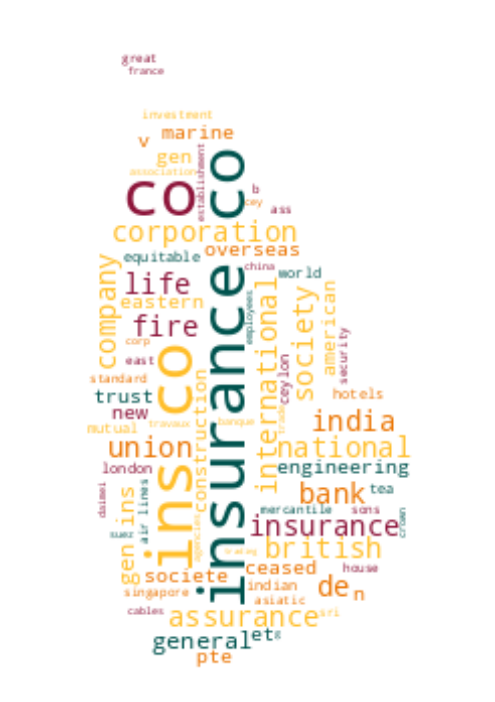 great
france
investment
marine
v
gen
association
establishment
co
insurance co
b
cey
ass
corporation
overseas
equitable
china
world
company
life
eastern
fire
employees
international
society
american
security
corp
east
ceylon
standard
ins co
construction
trust
new
hotels
mutual
travaux
banque
trade
india
union
national
london
engineering
daimei
gen ins
air lines
bank
tea
mercantile
sons
crown
suez
insurance
agencies
trading
british
societe
ceased
house
singapore
indian
asiatic
de
n
cables
assurance
sri
general
et
g
pte